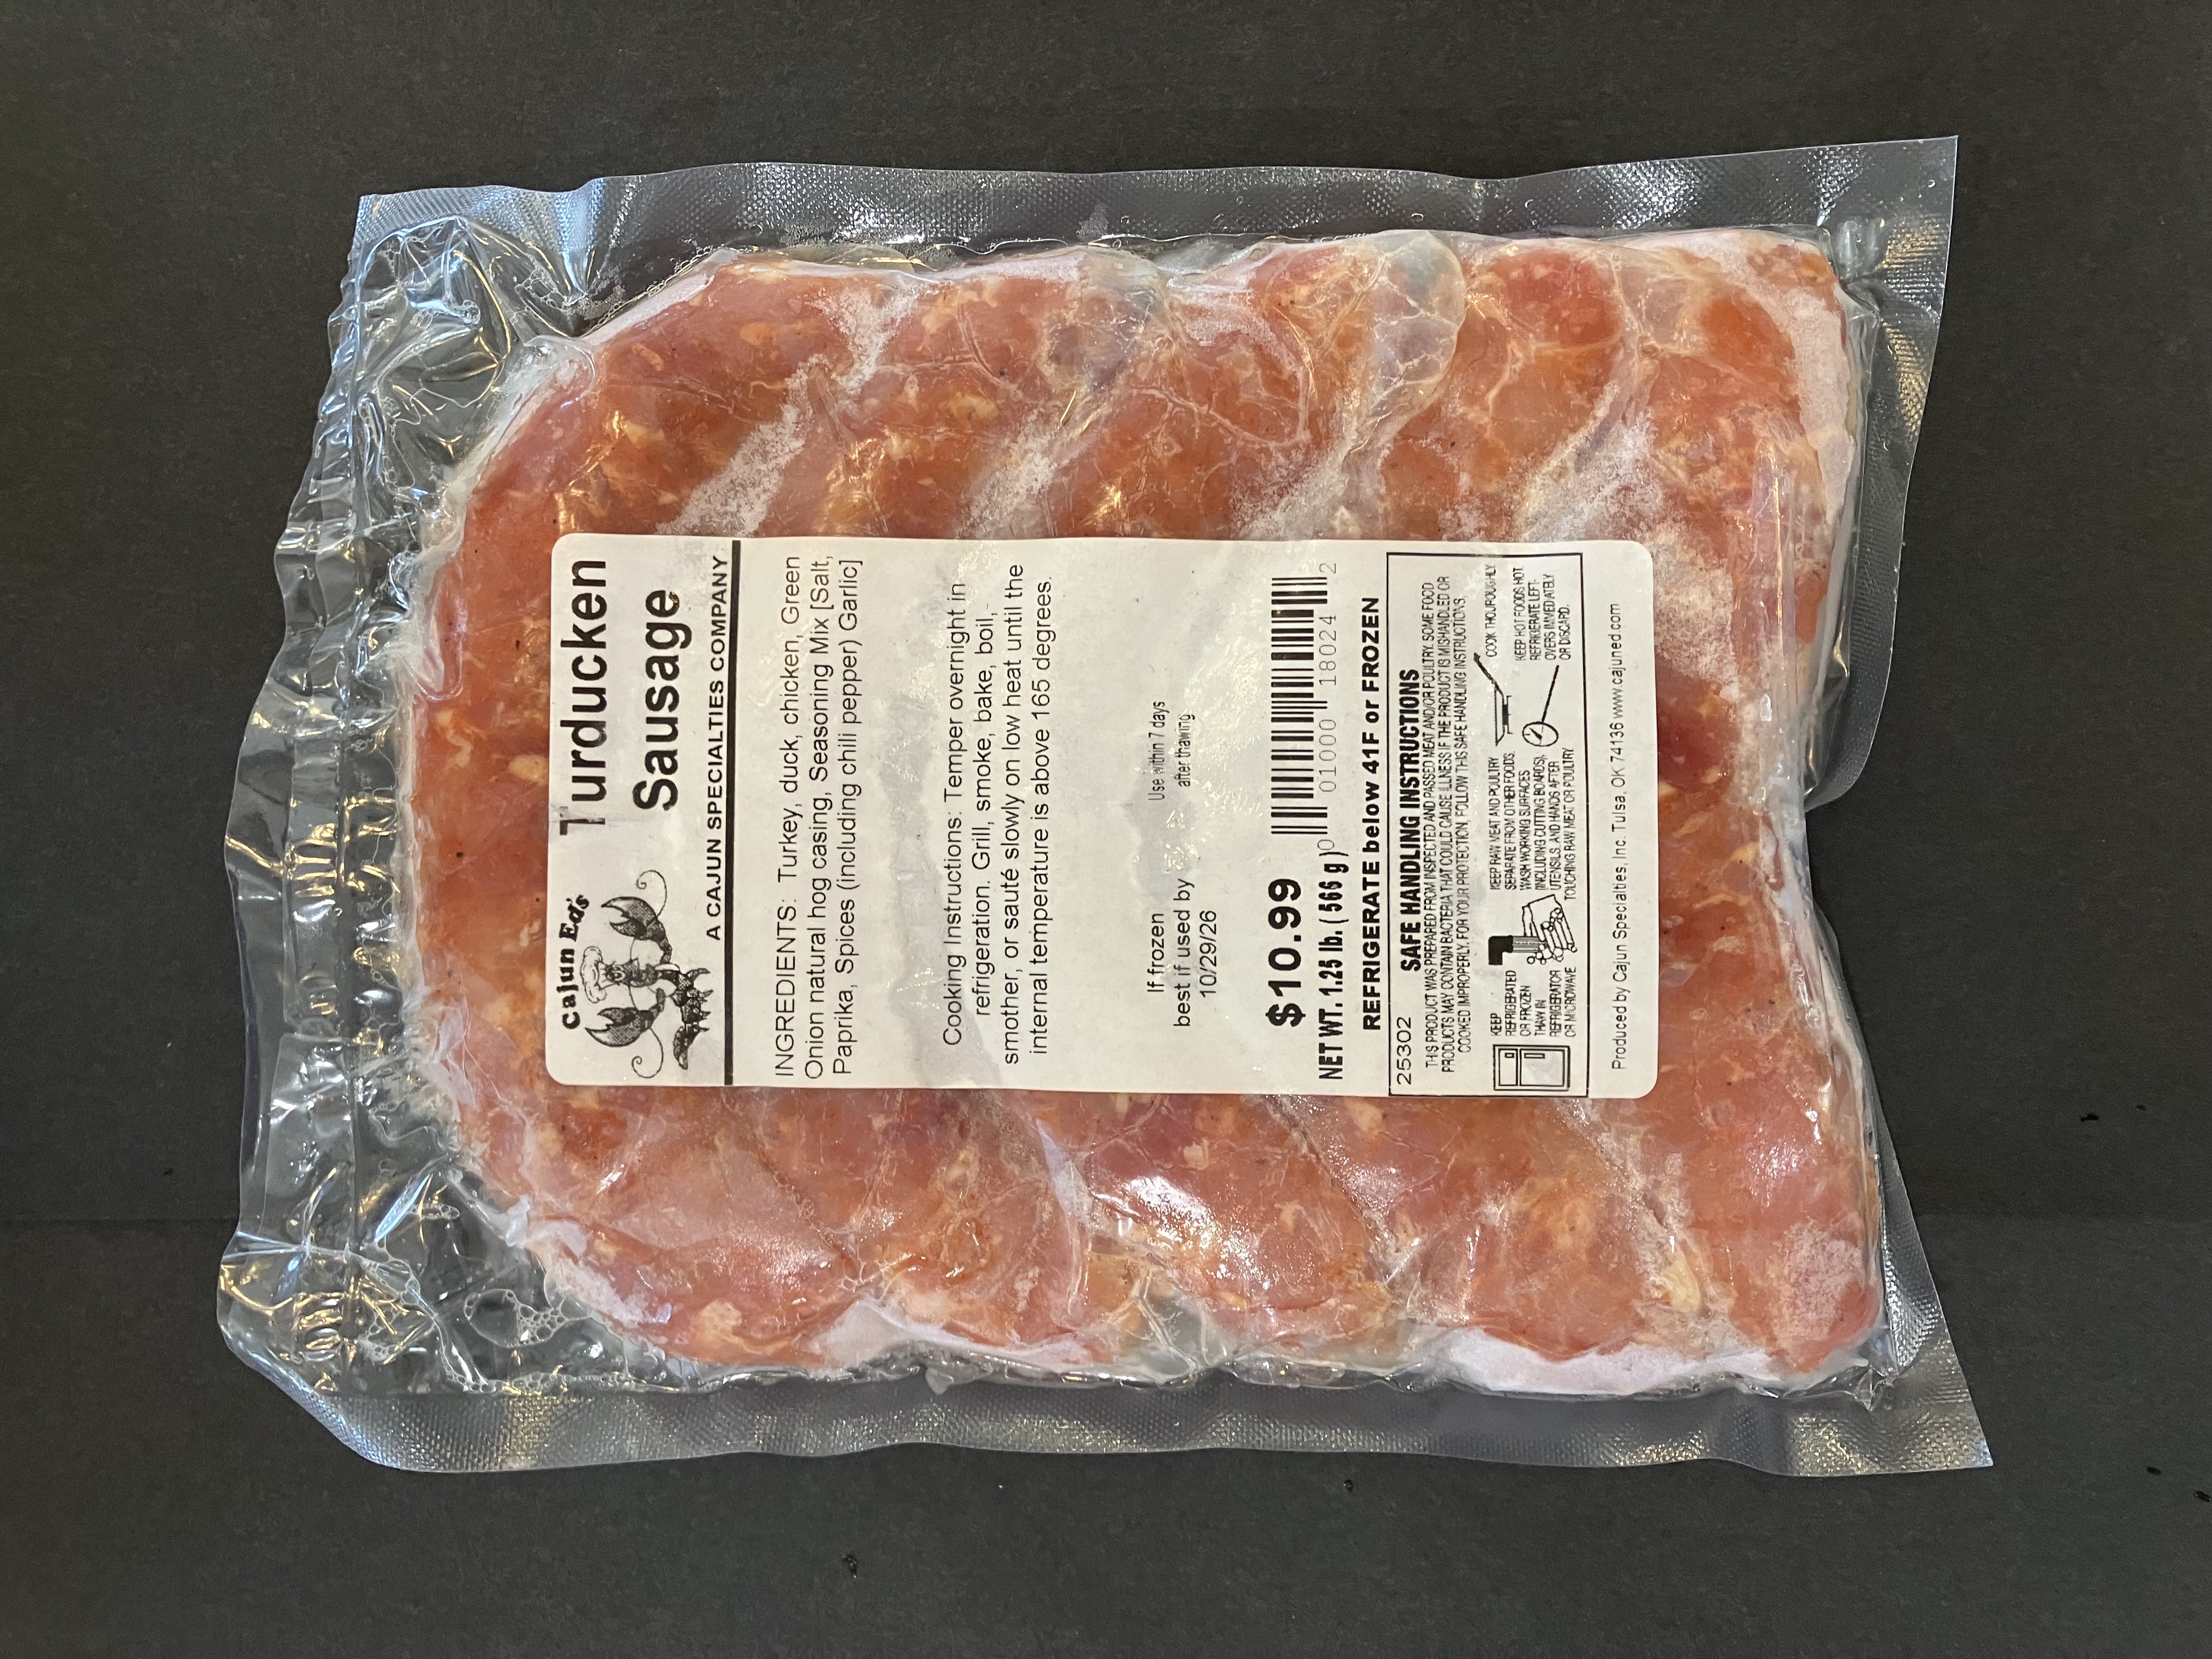 cajun Ed's
Turducken
Sausage
A CAJUN SPECIALTIES COMPANY
INGREDIENTS: Turkey, duck, chicken, Green
Onion natural hog casing, Seasoning Mix [Salt,
Paprika, Spices (including chili pepper) Garlic]
Cooking Instructions: Temper overnight in
refrigeration. Grill, smoke, bake, boil,
smother, or sauté slowly on low heat until the
internal temperature is above 165 degrees.
If frozen
best if used by
10/29/26
Use within 7 days
after thawing
$10.99
NET WT. 1.25 lb. ( 566 g )
0 01000 18024 2
REFRIGERATE below 41F or FROZEN
25302
SAFE HANDLING INSTRUCTIONS
THIS PRODUCT WAS PREPARED FROM INSPECTED AND PASSED MEAT AND/OR POULTRY. SOME FOOD
PRODUCTS MAY CONTAIN BACTERIA THAT COULD CAUSE ILLNESS IF THE PRODUCT IS MISHANDLED OR
COOKED IMPROPERLY. FOR YOUR PROTECTION, FOLLOW THIS SAFE HANDLING INSTRUCTIONS.
KEEP
REFRIGERATED
OR FROZEN
THAW IN
REFRIGERATOR
OR MICROWAVE
KEEP RAW MEAT AND POULTRY
SEPARATE FROM OTHER FOODS.
WASH WORKING SURFACES
(INCLUDING CUTTING BOARDS),
UTENSILS, AND HANDS AFTER
TOUCHING RAW MEAT OR POULTRY
COOK THOUROUGHLY.
KEEP HOT FOODS HOT.
REFRIGERATE LEFT-
OVERS IMMEDIATELY
OR DISCARD.
Produced by Cajun Specialties, Inc. Tulsa, OK 74136 www.cajuned.com